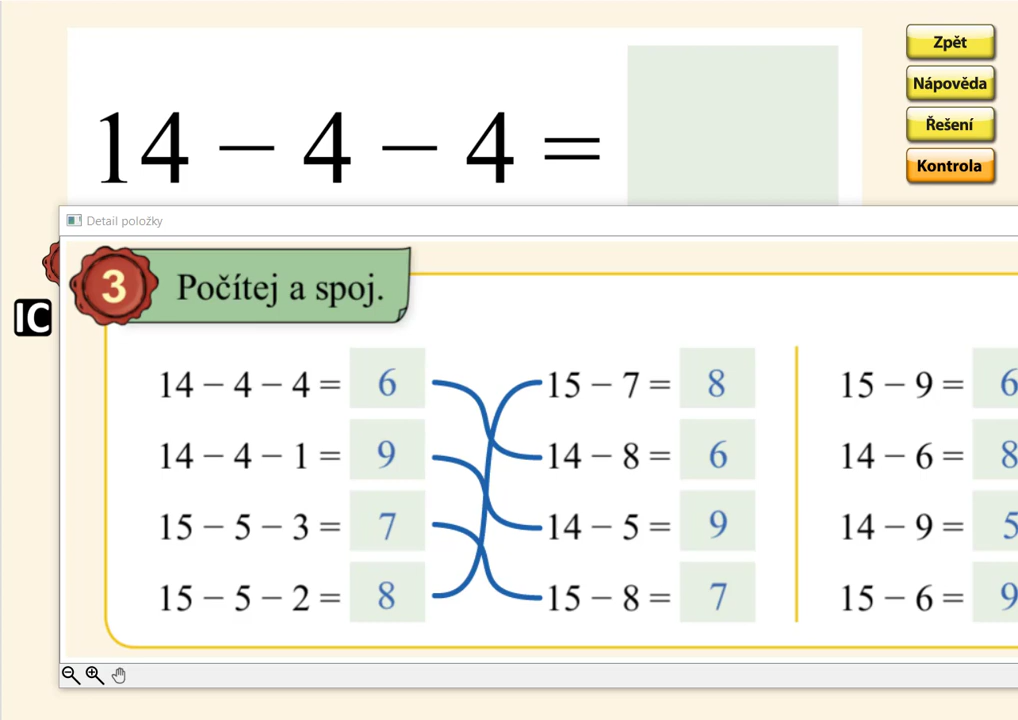 14 – 4 – 4 =
Zpět
Nápověda
Řešení
Kontrola
Detail položky
3 Počítej a spoj.
IC
14 – 4 – 4 = 6 15 – 7 = 8 15 – 9 = 6
14 – 4 – 1 = 9 14 – 8 = 6 14 – 6 = 8
15 – 5 – 3 = 7 14 – 5 = 9 14 – 9 = 5
15 – 5 – 2 = 8 15 – 8 = 7 15 – 6 = 9